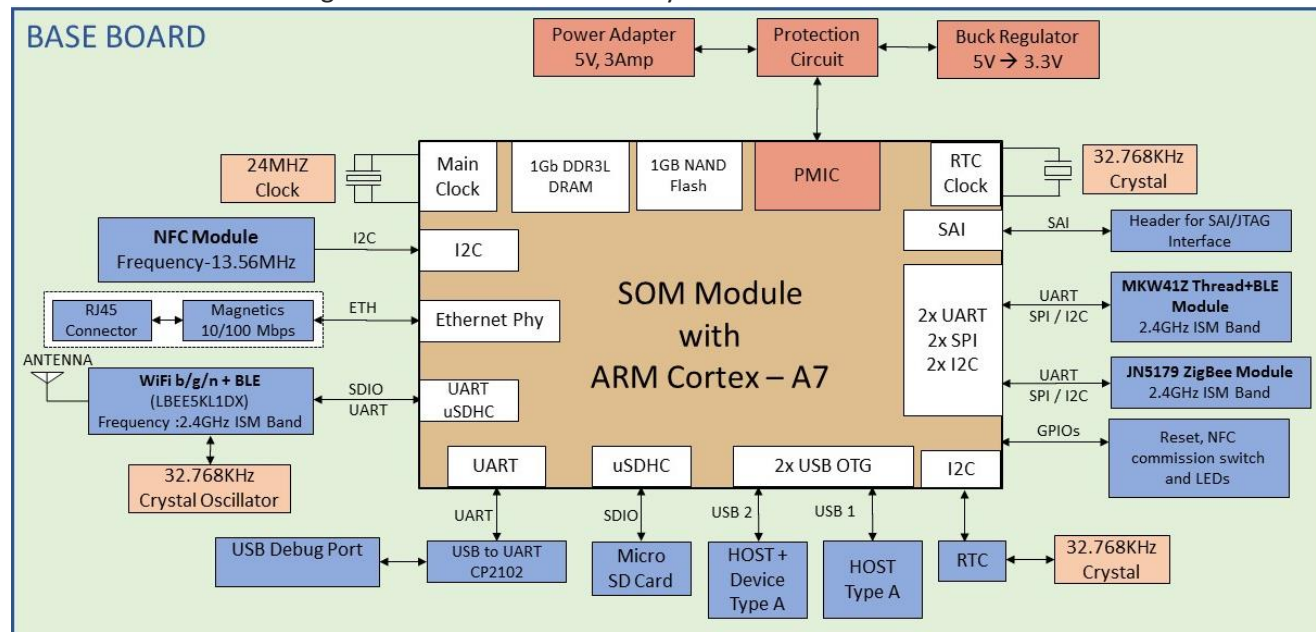 BASE BOARD
Power Adapter
5V, 3Amp
Protection
Circuit
Buck Regulator
5V → 3.3V
24MHZ
Clock
Main
Clock
1Gb DDR3L
DRAM
1GB NAND
Flash
PMIC
RTC
Clock
32.768KHz
Crystal
NFC Module
Frequency-13.56MHz
I2C
I2C
SAI
SAI
Header for SAI/JTAG
Interface
RJ45
Connector
Magnetics
10/100 Mbps
ETH
Ethernet Phy
SOM Module
with
ARM Cortex – A7
2x UART
2x SPI
2x I2C
UART
SPI / I2C
MKW41Z Thread+BLE
Module
2.4GHz ISM Band
ANTENNA
WiFi b/g/n + BLE
(LBEE5KL1DX)
Frequency :2.4GHz ISM Band
SDIO
UART
UART
uSDHC
UART
SPI / I2C
JN5179 ZigBee Module
2.4GHz ISM Band
GPIOs
Reset, NFC
commission switch
and LEDs
32.768KHz
Crystal Oscillator
UART
uSDHC
2x USB OTG
I2C
UART
SDIO
USB 2
USB 1
USB Debug Port
USB to UART
CP2102
Micro
SD Card
HOST +
Device
Type A
HOST
Type A
RTC
32.768KHz
Crystal